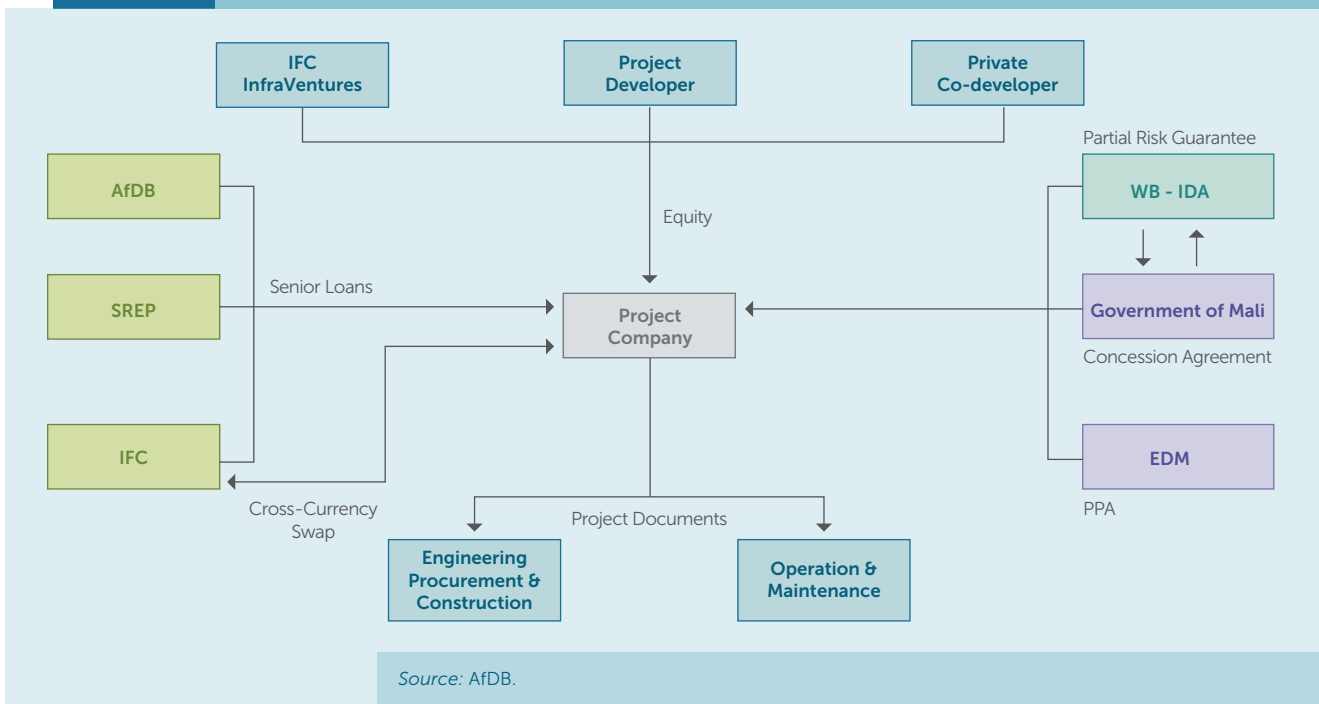 IFC
InfraVentures
Project
Developer
Private
Co-developer
Partial Risk Guarantee
AfDB
WB - IDA
Equity
Senior Loans
SREP
Project
Company
Government of Mali
Concession Agreement
IFC
EDM
Cross-Currency
Swap
Project Documents
PPA
Engineering
Procurement &
Construction
Operation &
Maintenance
Source: AfDB.